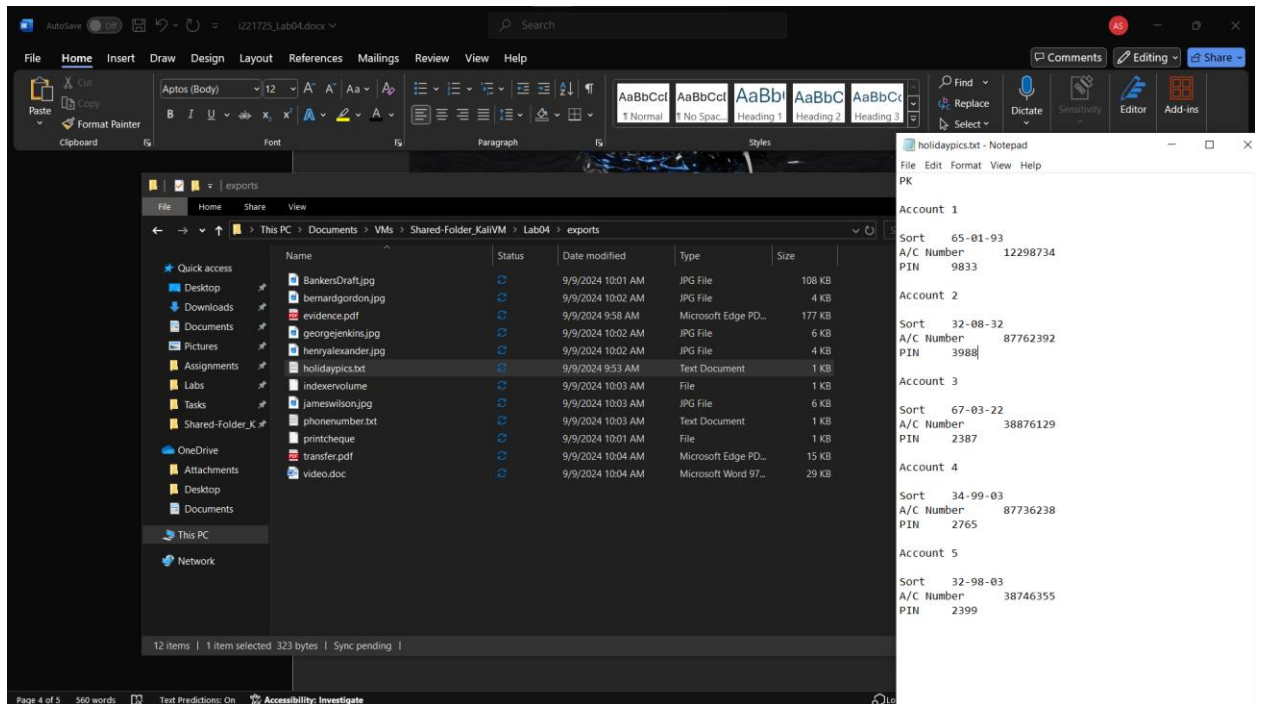 AutoSave Off i221725_Lab04.docx Search AS
File Home Insert Draw Design Layout References Mailings Review View Help Comments Editing Share
Paste Cut Copy Format Painter
Aptos (Body) 12
AaBbCcI AaBbCcI AaBb( AaBbC AaBbCc
¶ Normal ¶ No Spac... Heading 1 Heading 2 Heading 3
Find Replace Select Dictate Sensitivity Editor Add-ins
Clipboard Font Paragraph Styles
exports
File Home Share View
This PC > Documents > VMs > Shared-Folder_KaliVM > Lab04 > exports
Quick access
Desktop
Downloads
Documents
Pictures
Assignments
Labs
Tasks
Shared-Folder_K
OneDrive
Attachments
Desktop
Documents
This PC
Network
Name Status Date modified Type Size
BankersDraft.jpg 9/9/2024 10:01 AM JPG File 108 KB
bernardgordon.jpg 9/9/2024 10:02 AM JPG File 4 KB
evidence.pdf 9/9/2024 9:58 AM Microsoft Edge PD... 177 KB
georgejenkins.jpg 9/9/2024 10:02 AM JPG File 6 KB
henryalexander.jpg 9/9/2024 10:02 AM JPG File 4 KB
holidaypics.txt 9/9/2024 9:53 AM Text Document 1 KB
indexervolume 9/9/2024 10:03 AM File 1 KB
jameswilson.jpg 9/9/2024 10:03 AM JPG File 6 KB
phonenumber.txt 9/9/2024 10:03 AM Text Document 1 KB
printcheque 9/9/2024 10:01 AM File 1 KB
transfer.pdf 9/9/2024 10:04 AM Microsoft Edge PD... 15 KB
video.doc 9/9/2024 10:04 AM Microsoft Word 97... 29 KB
12 items | 1 item selected 323 bytes | Sync pending |
holidaypics.txt - Notepad
File Edit Format View Help
PK
Account 1
Sort 65-01-93
A/C Number 12298734
PIN 9833
Account 2
Sort 32-08-32
A/C Number 87762392
PIN 3988
Account 3
Sort 67-03-22
A/C Number 38876129
PIN 2387
Account 4
Sort 34-99-03
A/C Number 87736238
PIN 2765
Account 5
Sort 32-98-03
A/C Number 38746355
PIN 2399
Page 4 of 5 560 words Text Predictions: On Accessibility: Investigate